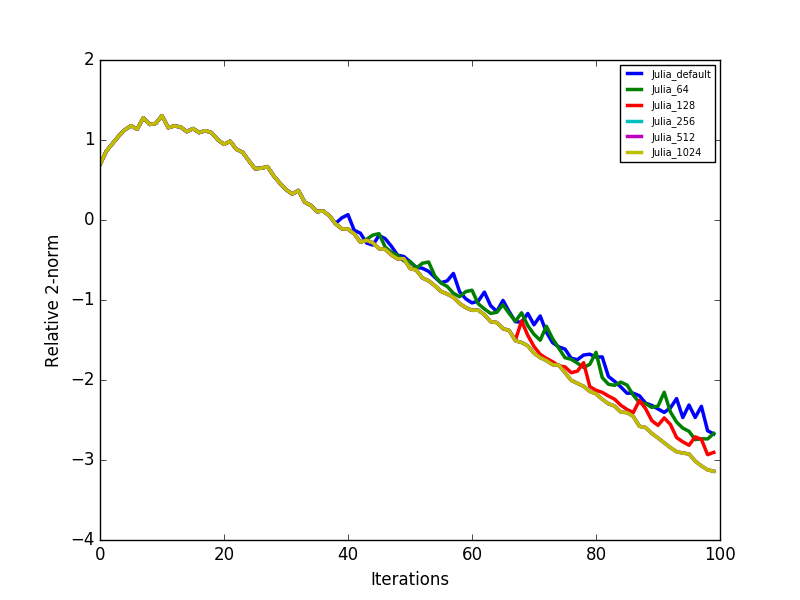 2
1
0
−1
−2
−3
−4
0 20 40 60 80 100
Relative 2-norm
Iterations
Julia_default
Julia_64
Julia_128
Julia_256
Julia_512
Julia_1024